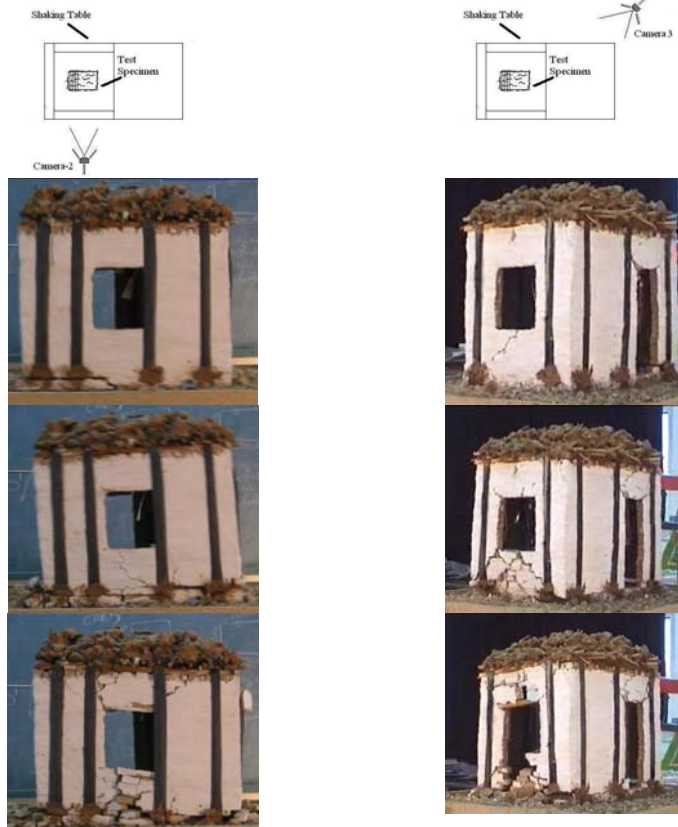 Shaking Table
Test
Specimen
Camera-2
Shaking Table
Camera 3
Test
Specimen